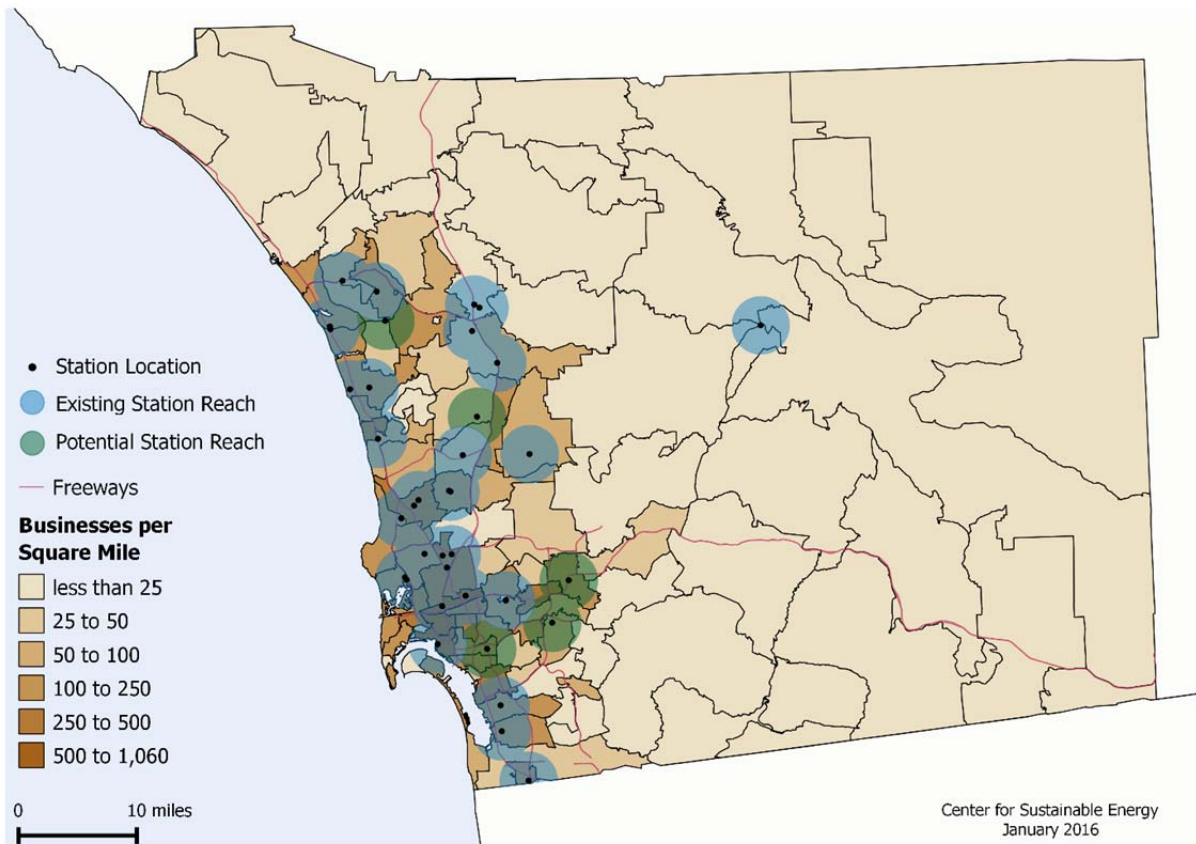 Station Location
Existing Station Reach
Potential Station Reach
Freeways
Businesses per
Square Mile
less than 25
25 to 50
50 to 100
100 to 250
250 to 500
500 to 1,060
0 10 miles
Center for Sustainable Energy
January 2016